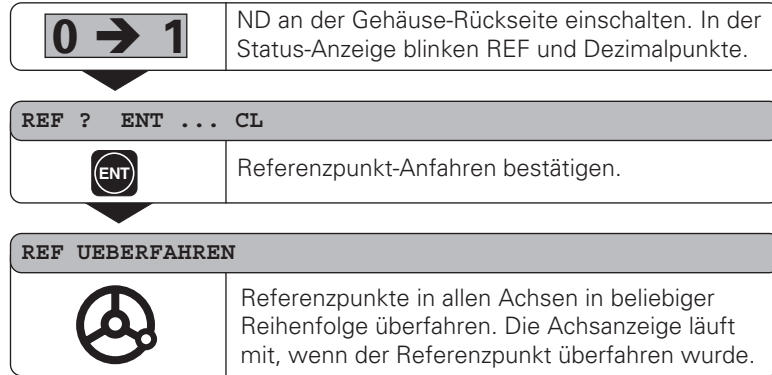 0 → 1
ND an der Gehäuse-Rückseite einschalten. In der
Status-Anzeige blinken REF und Dezimalpunkte.
REF ? ENT ... CL
ENT
Referenzpunkt-Anfahren bestätigen.
REF UEBERFAHREN
Referenzpunkte in allen Achsen in beliebiger
Reihenfolge überfahren. Die Achsanzeige läuft
mit, wenn der Referenzpunkt überfahren wurde.